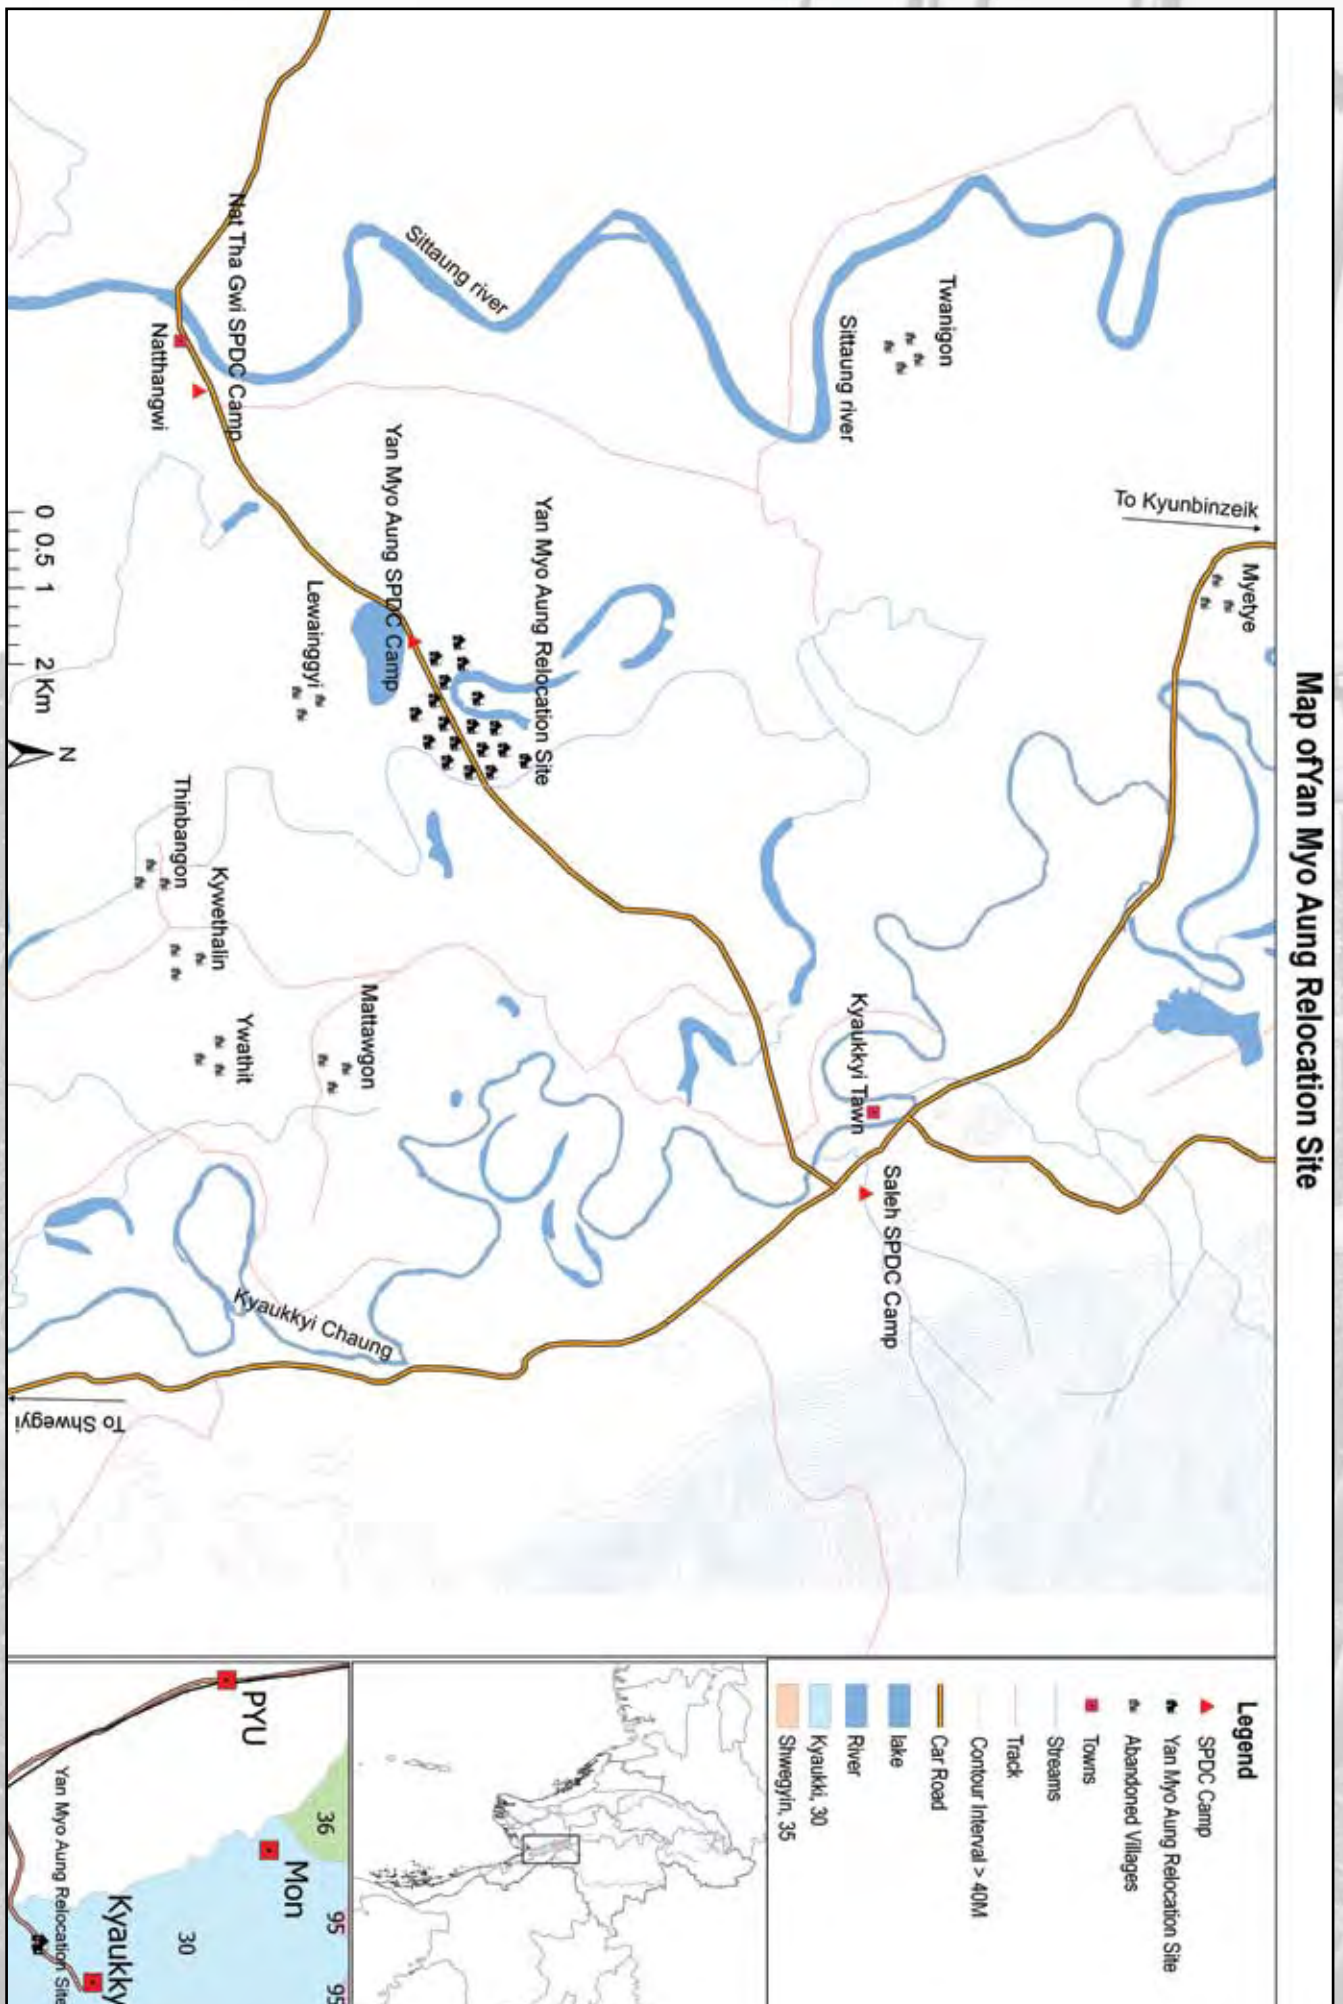 Map ofYan Myo Aung Relocation Site
To Kyunbinzeik
Myetye
Twanigon
Sittaung river
Sittaung river
Kyaukkyi Tawn
Saleh SPDC Camp
Yan Myo Aung Relocation Site
Yan Myo Aung SPDC Camp
Nat Tha Gwi SPDC Camp
Natthangwi
Lewainggyi
Mattawgon
Ywathit
Kywethalin
Thinbangon
Kyaukkyi Chaung
To Shwegyi
0 0.5 1 2 Km
N
Legend
SPDC Camp
Yan Myo Aung Relocation Site
Abandoned Villages
Towns
Streams
Track
Contour Interval > 40M
Car Road
lake
River
Kyaukki, 30
Shwegyin, 35
36
95
95
PYU
Mon
30
Kyaukky
Yan Myo Aung Relocation Site